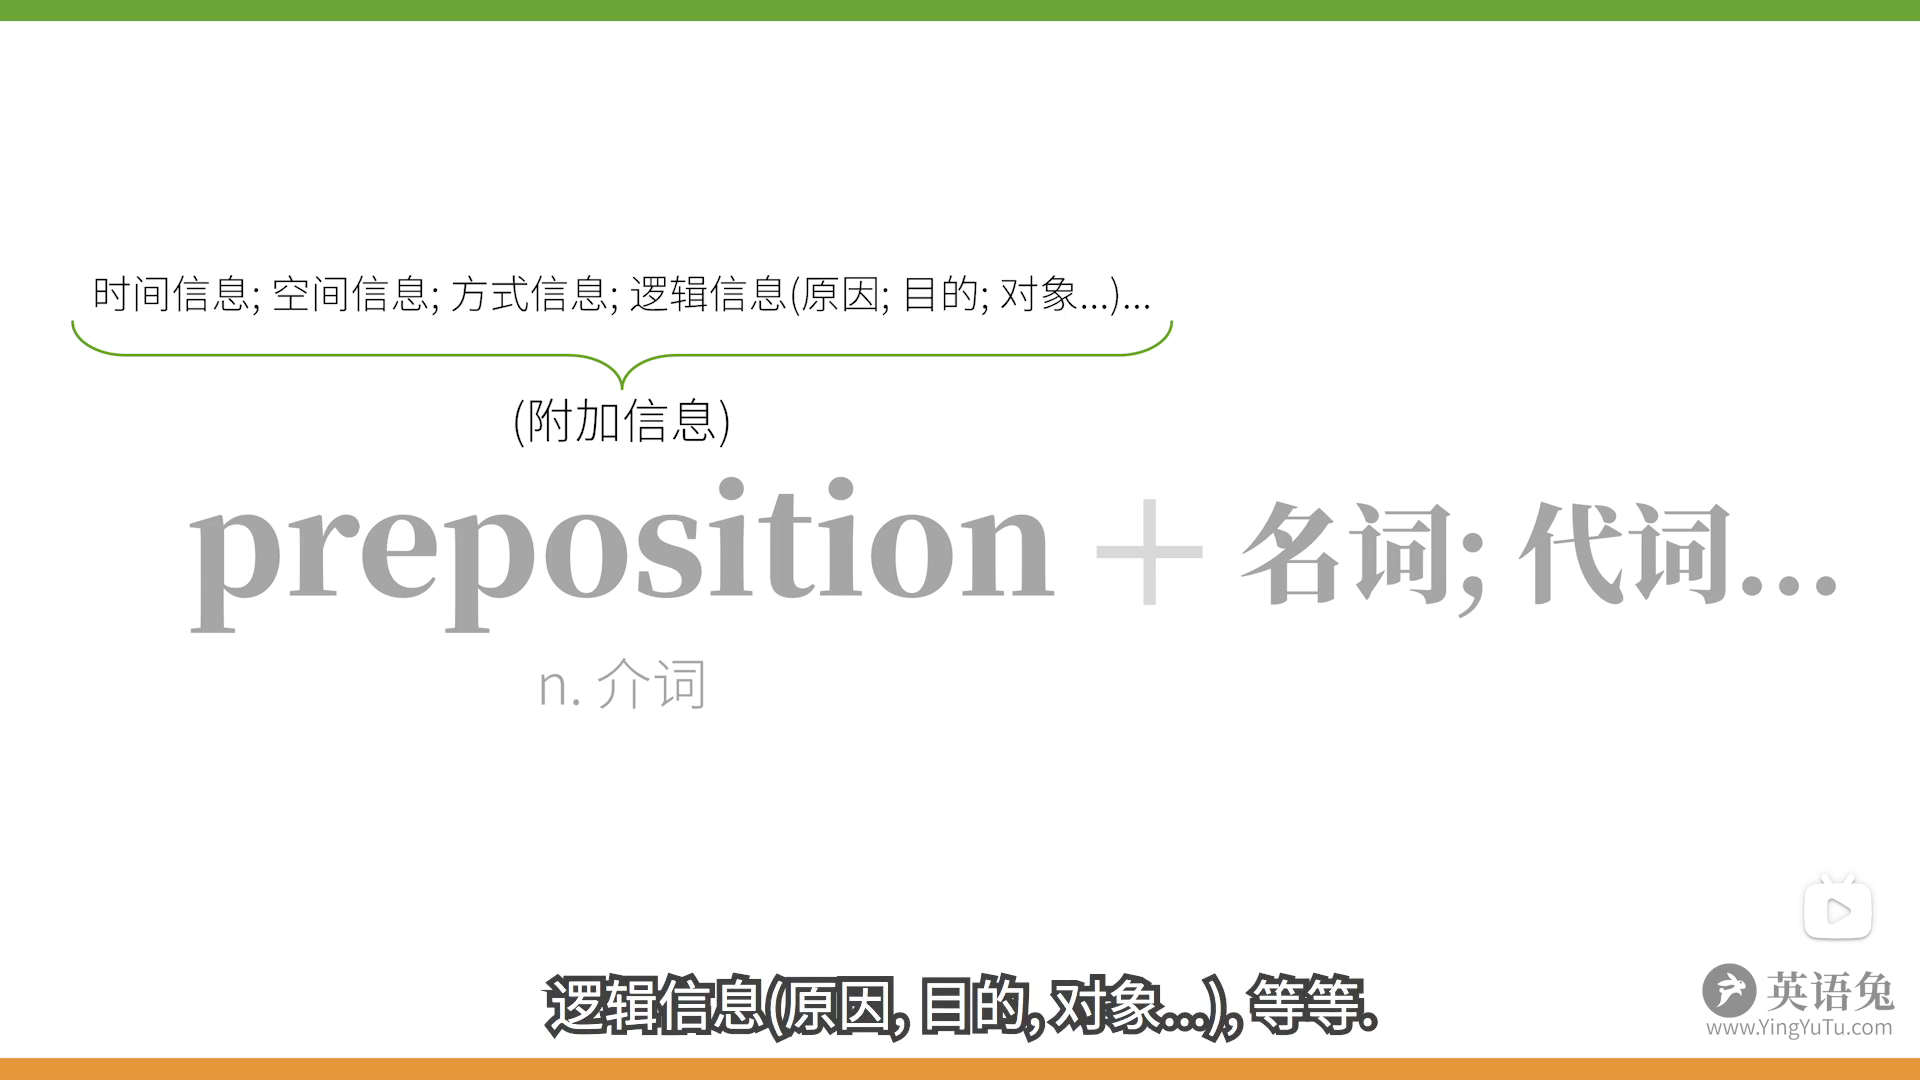 时间信息; 空间信息; 方式信息; 逻辑信息(原因; 目的; 对象...)...
(附加信息)
preposition + 名词; 代词...
n. 介词
逻辑信息(原因, 目的, 对象...), 等等.
英语兔
www.YingYuTu.com